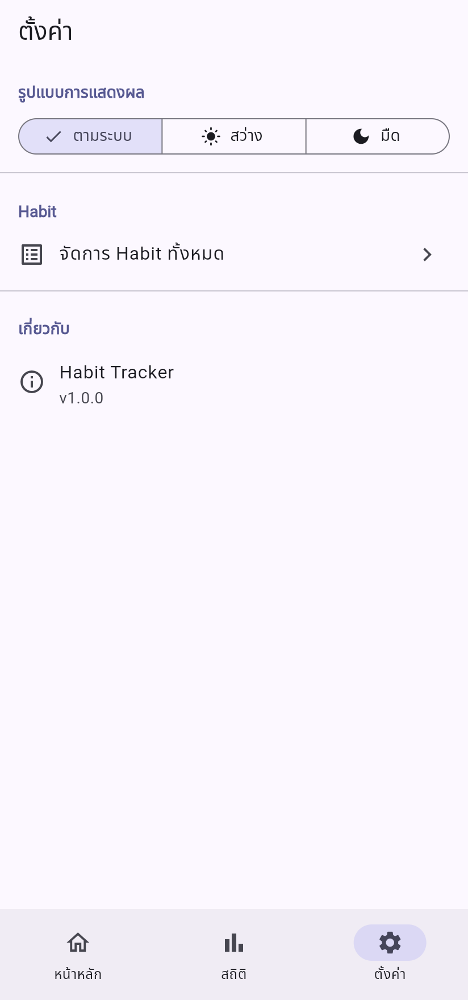 ตั้งค่า
รูปแบบการแสดงผล
ตามระบบ
สว่าง
มืด
Habit
จัดการ Habit ทั้งหมด
เกี่ยวกับ
Habit Tracker
v1.0.0
หน้าหลัก
สถิติ
ตั้งค่า